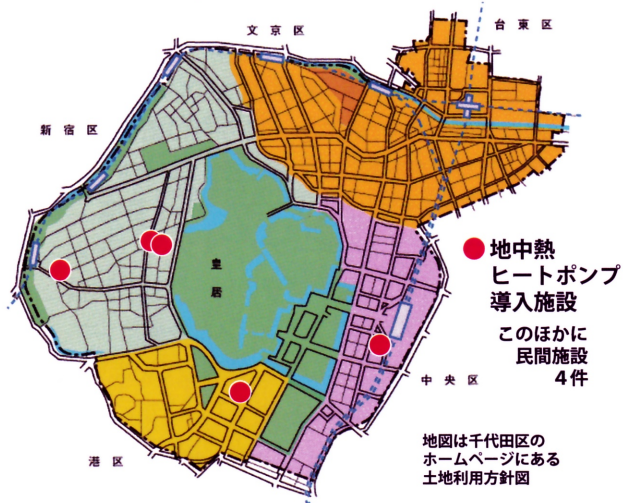 文京区
台東区
新宿区
皇
居
地中熱
ヒートポンプ
導入施設
このほかに
民間施設
4件
中央区
港区
地図は千代田区の
ホームページにある
土地利用方針図